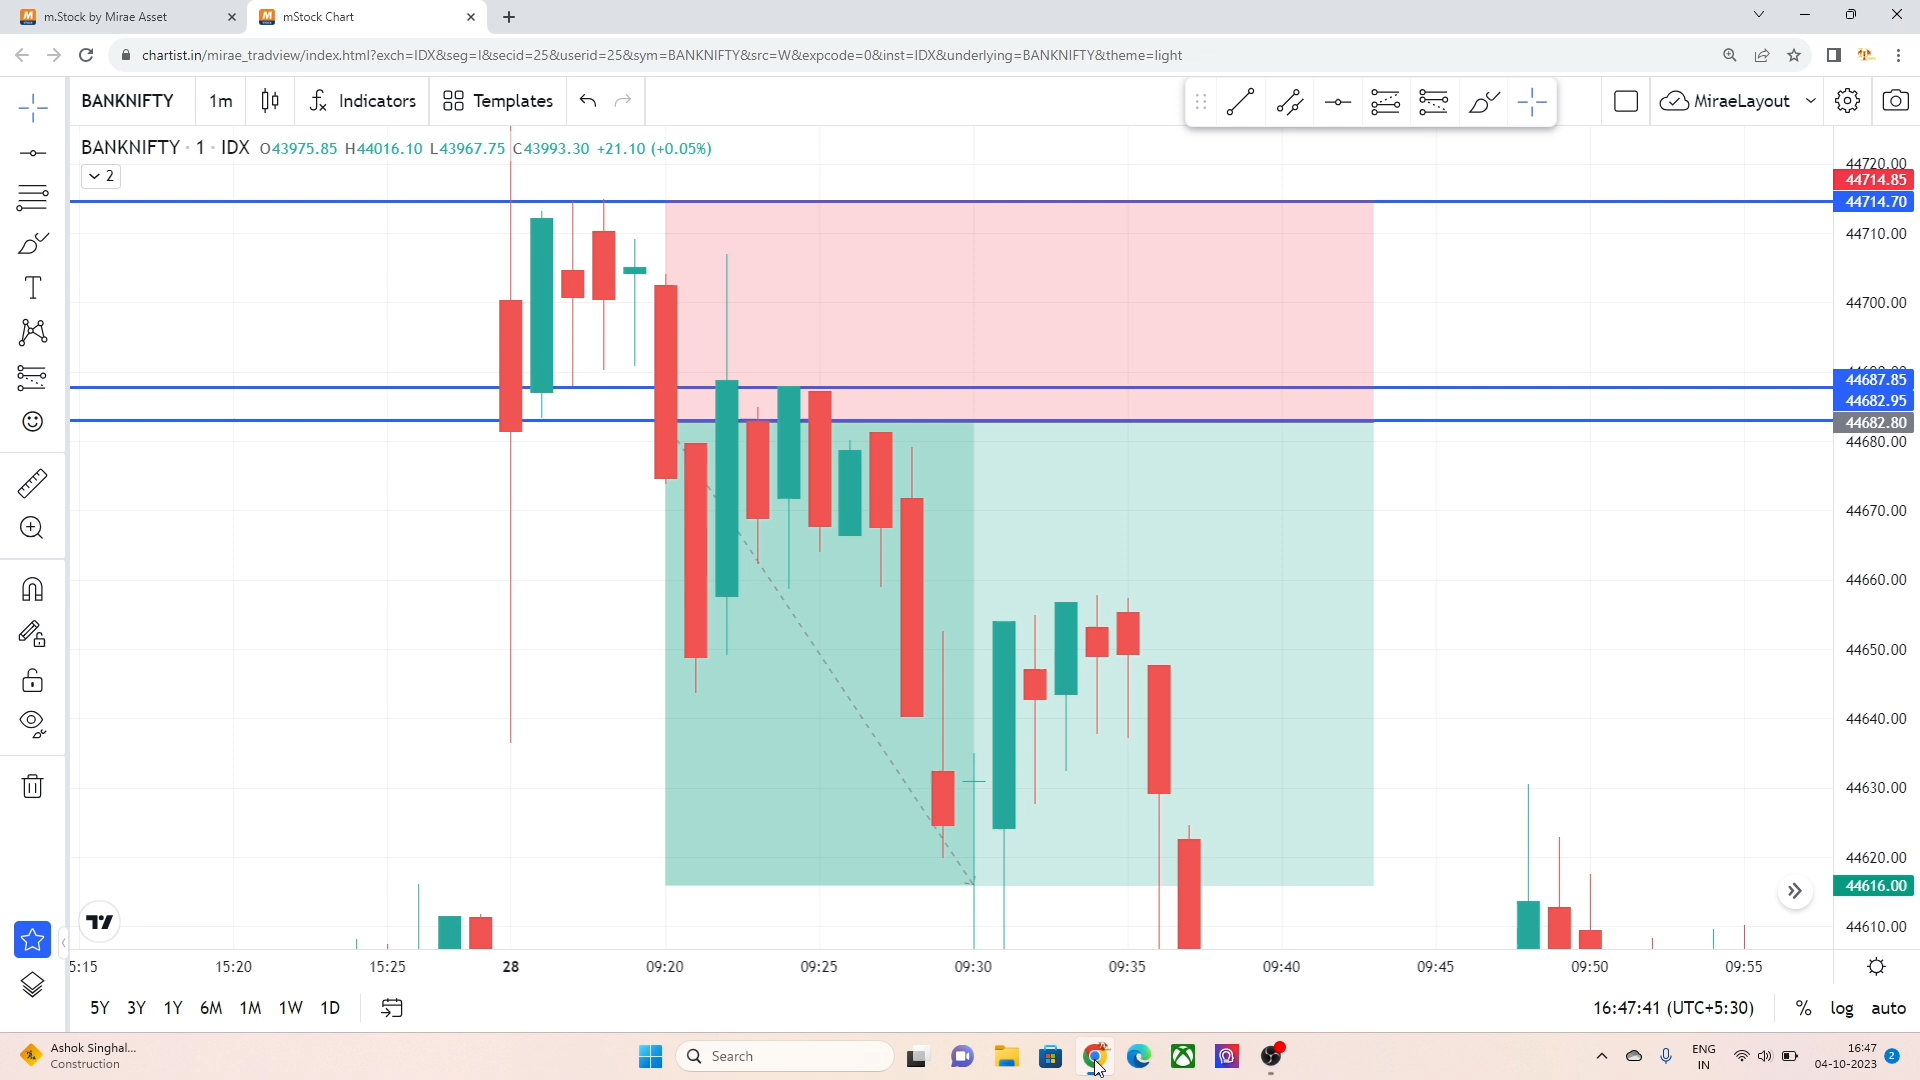 m.Stock by Mirae Asset
mStock Chart
chartist.in/mirae_tradview/index.html?exch=IDX&seg=I&secid=25&userid=25&sym=BANKNIFTY&src=W&expcode=0&inst=IDX&underlying=BANKNIFTY&theme=light
BANKNIFTY 1m Indicators Templates MiraeLayout
BANKNIFTY · 1 · IDX O43975.85 H44016.10 L43967.75 C43993.30 +21.10 (+0.05%)
2
44720.00
44714.85
44714.70
44710.00
44700.00
44687.85
44682.95
44682.80
44680.00
44670.00
44660.00
44650.00
44640.00
44630.00
44620.00
44616.00
44610.00
5:15 15:20 15:25 28 09:20 09:25 09:30 09:35 09:40 09:45 09:50 09:55
5Y 3Y 1Y 6M 1M 1W 1D 16:47:41 (UTC+5:30) % log auto
Ashok Singhal...
Construction
Search
ENG
IN
16:47
04-10-2023
2